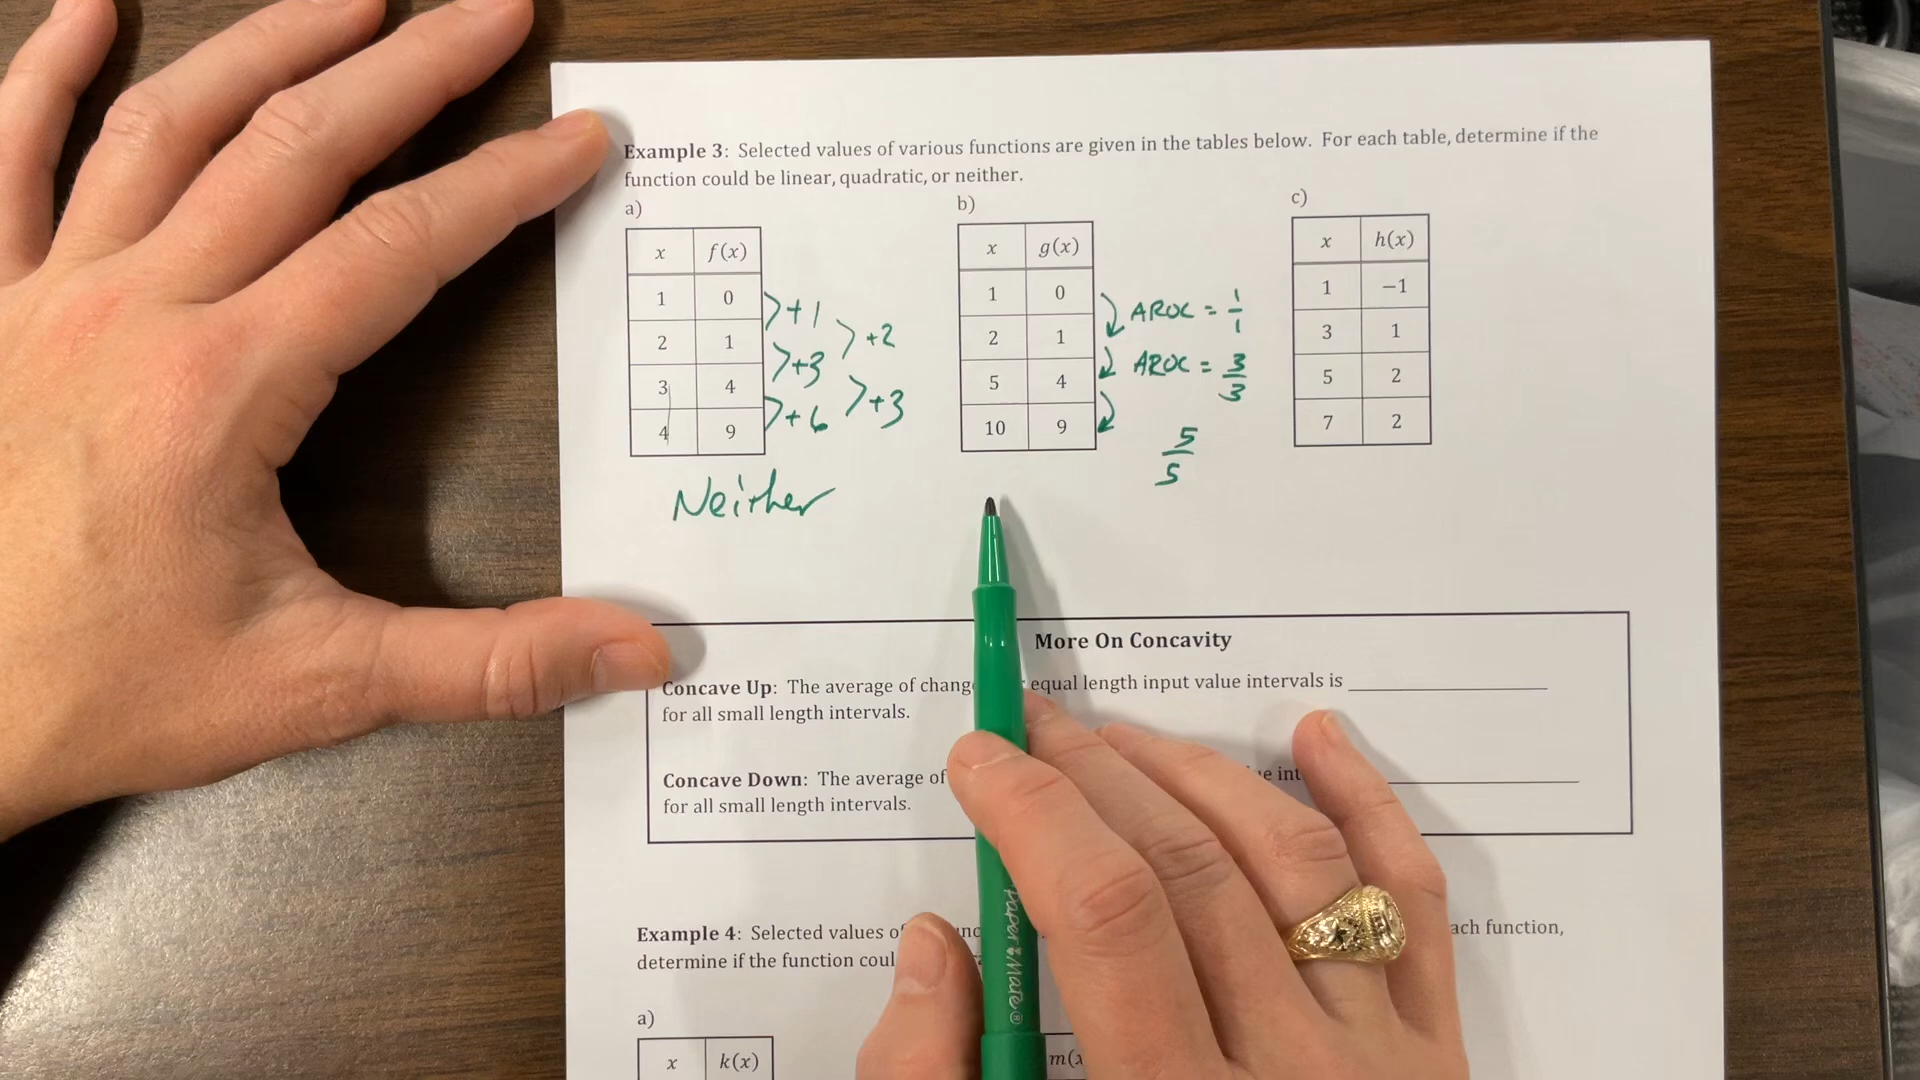 Example 3: Selected values of various functions are given in the tables below. For each table, determine if the
function could be linear, quadratic, or neither.
a) b) c)
x f(x)
1 0
2 1
3 4
4 9
>+1
>+3
>+6
>+2
>+3
Neither
x g(x)
1 0
2 1
5 4
10 9
AROC = 1/1
AROC = 3/3
5/5
x h(x)
1 −1
3 1
5 2
7 2
More On Concavity
Concave Up: The average of change equal length input value intervals is ____________
for all small length intervals.
Concave Down: The average of ____________
for all small length intervals.
Example 4: Selected values ach function,
determine if the function
a)
x k(x)
PaperMate®